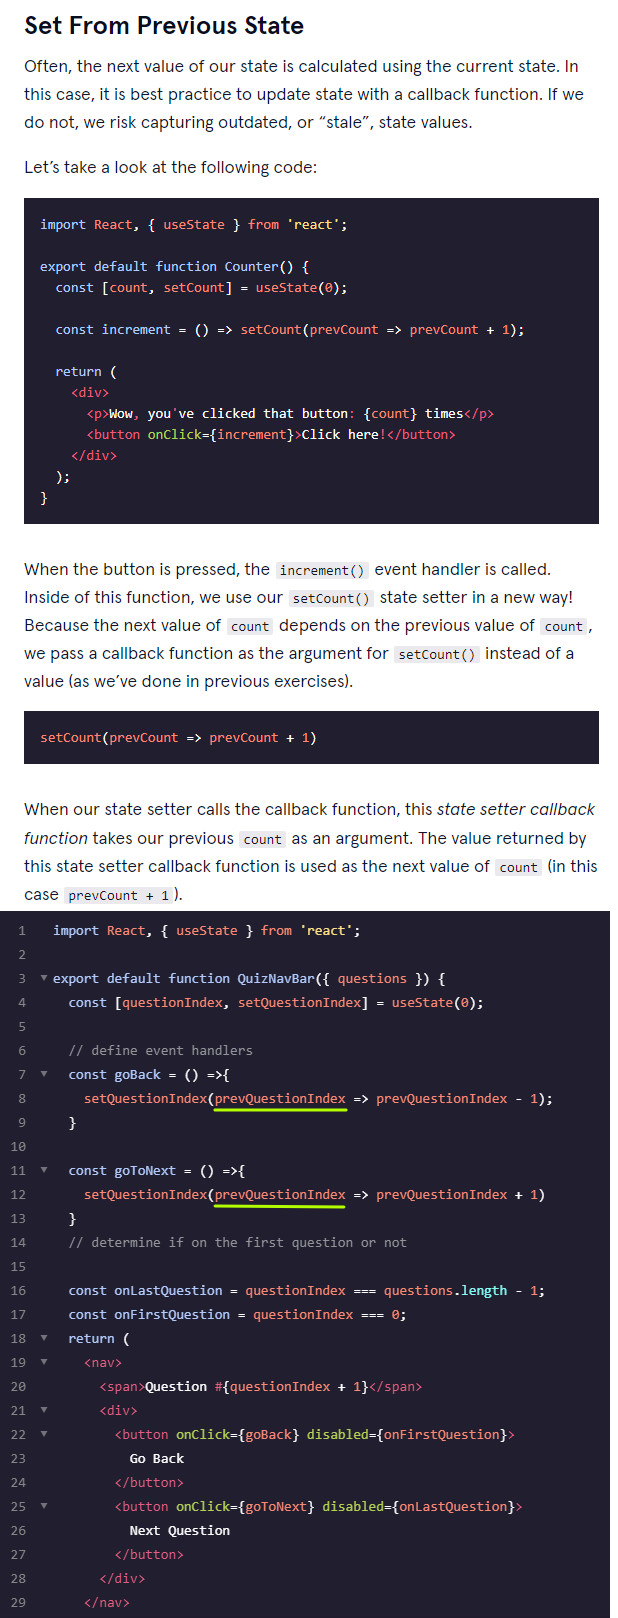 Set From Previous State
Often, the next value of our state is calculated using the current state. In
this case, it is best practice to update state with a callback function. If we
do not, we risk capturing outdated, or “stale”, state values.
Let’s take a look at the following code:
import React, { useState } from 'react';
export default function Counter() {
const [count, setCount] = useState(0);
const increment = () => setCount(prevCount => prevCount + 1);
return (
<div>
<p>Wow, you've clicked that button: {count} times</p>
<button onClick={increment}>Click here!</button>
</div>
);
}
When the button is pressed, the increment() event handler is called.
Inside of this function, we use our setCount() state setter in a new way!
Because the next value of count depends on the previous value of count,
we pass a callback function as the argument for setCount() instead of a
value (as we’ve done in previous exercises).
setCount(prevCount => prevCount + 1)
When our state setter calls the callback function, this state setter callback
function takes our previous count as an argument. The value returned by
this state setter callback function is used as the next value of count (in this
case prevCount + 1).
1 import React, { useState } from 'react';
2
3 export default function QuizNavBar({ questions }) {
4 const [questionIndex, setQuestionIndex] = useState(0);
5
6 // define event handlers
7 const goBack = () =>{
8 setQuestionIndex(prevQuestionIndex => prevQuestionIndex - 1);
9 }
10
11 const goToNext = () =>{
12 setQuestionIndex(prevQuestionIndex => prevQuestionIndex + 1)
13 }
14 // determine if on the first question or not
15
16 const onLastQuestion = questionIndex === questions.length - 1;
17 const onFirstQuestion = questionIndex === 0;
18 return (
19 <nav>
20 <span>Question #{questionIndex + 1}</span>
21 <div>
22 <button onClick={goBack} disabled={onFirstQuestion}>
23 Go Back
24 </button>
25 <button onClick={goToNext} disabled={onLastQuestion}>
26 Next Question
27 </button>
28 </div>
29 </nav>